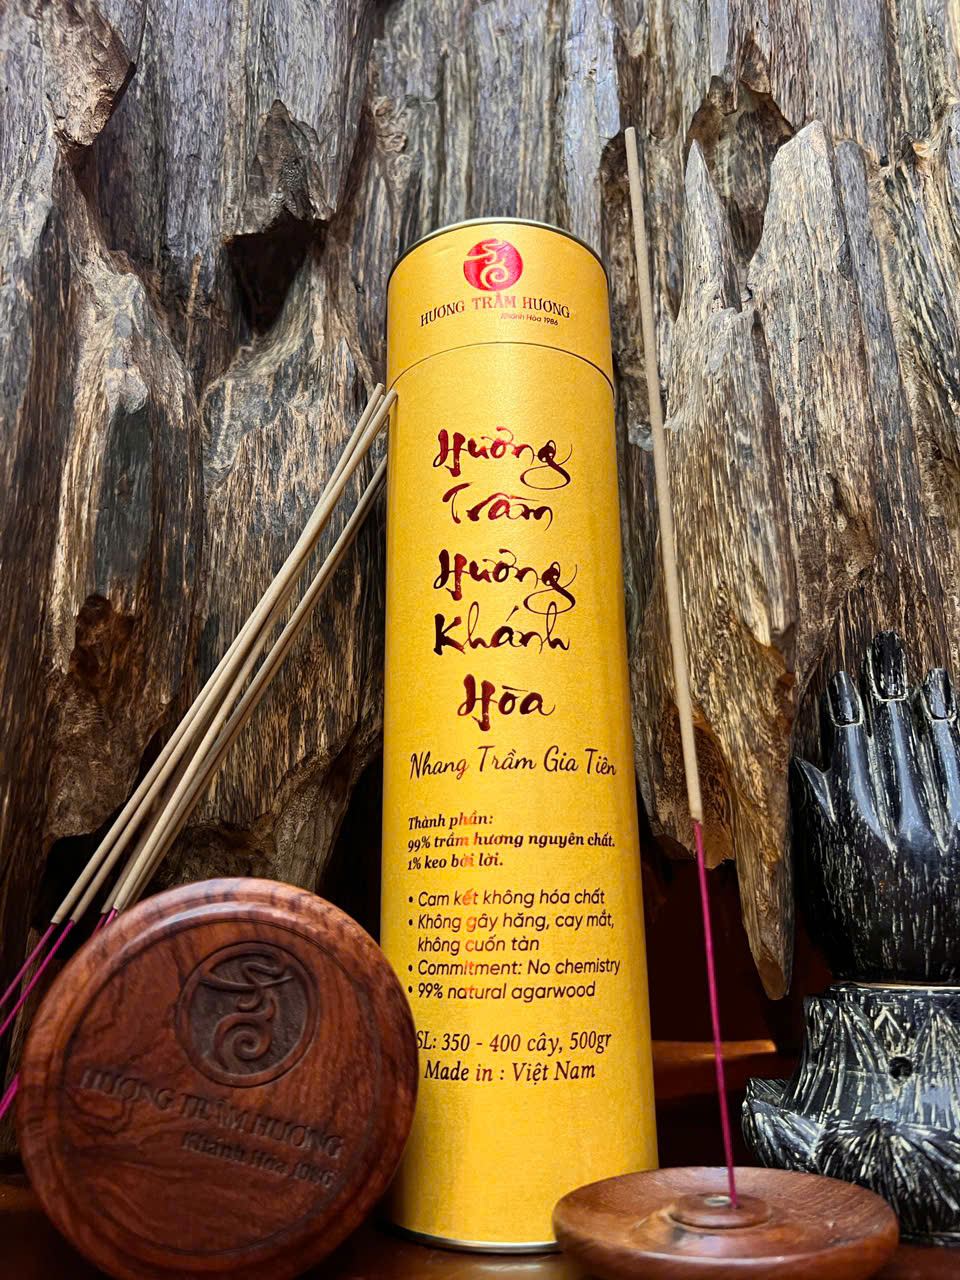 HƯƠNG TRẦM HƯƠNG
Khánh Hòa 1986
Hương
Trầm
Hương
Khánh
Hòa
Nhang Trầm Gia Tiên
Thành phần:
99% trầm hương nguyên chất.
1% keo bời lời.
• Cam kết không hóa chất
• Không gây hăng, cay mắt,
không cuốn tàn
• Commitment: No chemistry
• 99% natural agarwood
SL: 350 - 400 cây, 500gr
Made in : Việt Nam
HƯƠNG TRẦM HƯƠNG
Khánh Hòa 1986